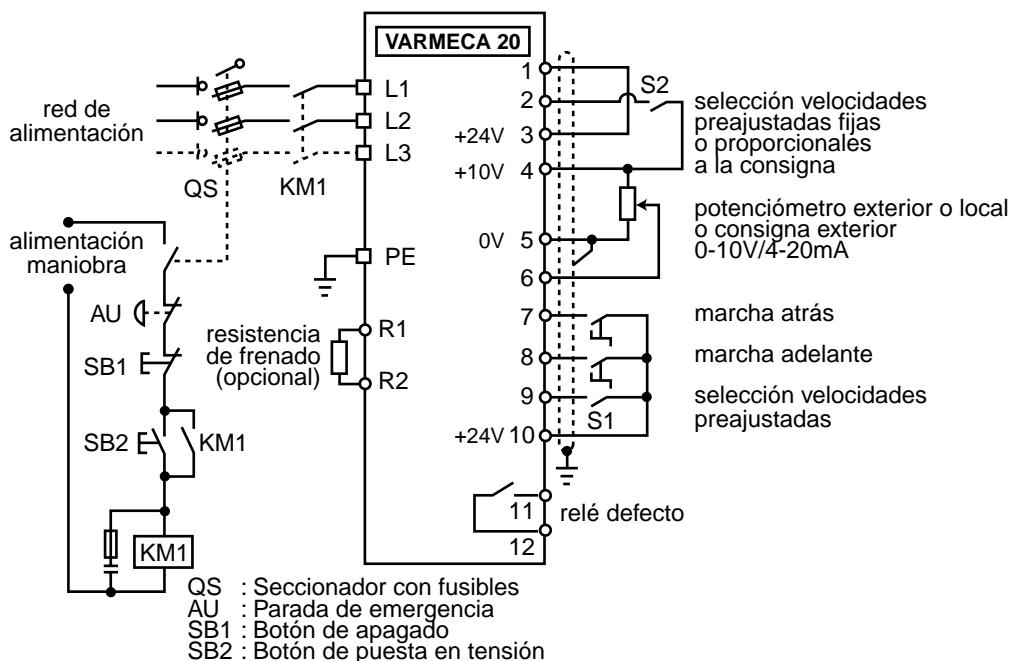 VARMECA 20
red de
alimentación
L1
L2
L3
QS
KM1
alimentación
maniobra
PE
AU
SB1
resistencia
de frenado
(opcional)
R1
R2
SB2
KM1
KM1
1
2
+24V 3
+10V 4
0V 5
6
7
8
9
+24V 10
11
12
S2
selección velocidades
preajustadas fijas
o proporcionales
a la consigna
potenciómetro exterior o local
o consigna exterior
0-10V/4-20mA
marcha atrás
marcha adelante
S1
selección velocidades
preajustadas
relé defecto
QS : Seccionador con fusibles
AU : Parada de emergencia
SB1 : Botón de apagado
SB2 : Botón de puesta en tensión